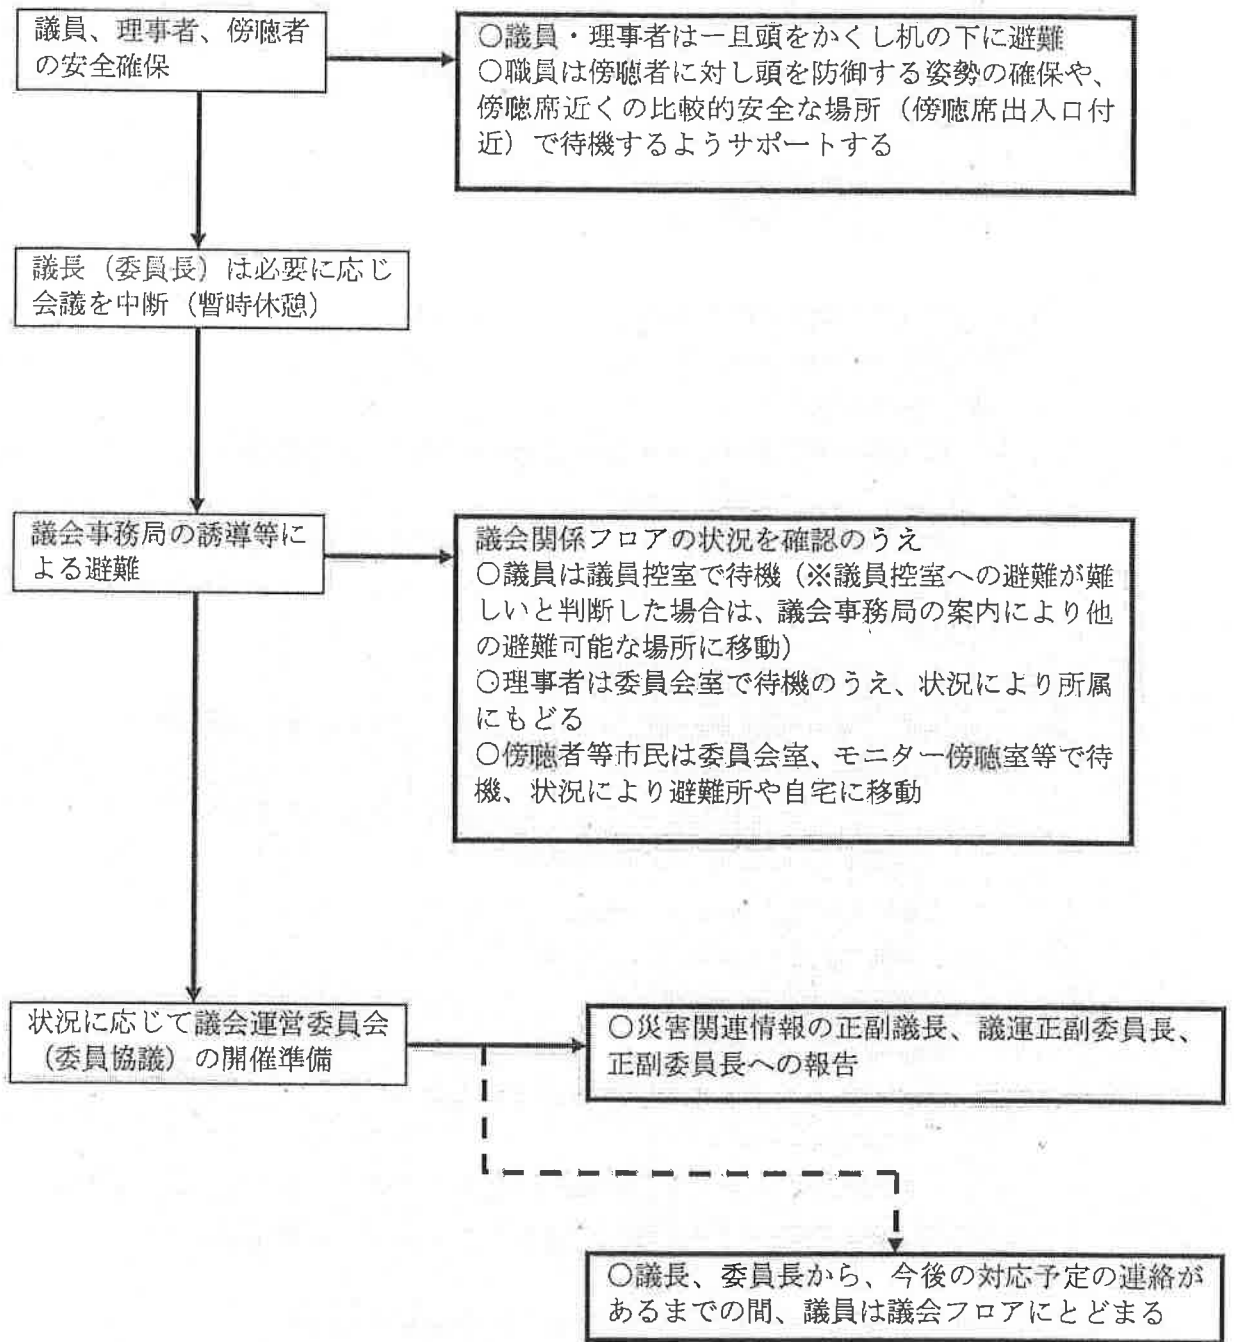 議員、理事者、傍聴者
の安全確保
○議員・理事者は一旦頭をかくし机の下に避難
○職員は傍聴者に対し頭を防御する姿勢の確保や、
傍聴席近くの比較的安全な場所（傍聴席出入口付
近）で待機するようサポートする
議長（委員長）は必要に応じ
会議を中断（暫時休憩）
議会事務局の誘導等に
よる避難
議会関係フロアの状況を確認のうえ
○議員は議員控室で待機（※議員控室への避難が難
しいと判断した場合は、議会事務局の案内により他
の避難可能な場所に移動）
○理事者は委員会室で待機のうえ、状況により所属
にもどる
○傍聴者等市民は委員会室、モニター傍聴室等で待
機、状況により避難所や自宅に移動
状況に応じて議会運営委員会
（委員協議）の開催準備
○災害関連情報の正副議長、議運正副委員長、
正副委員長への報告
○議長、委員長から、今後の対応予定の連絡が
あるまでの間、議員は議会フロアにとどまる